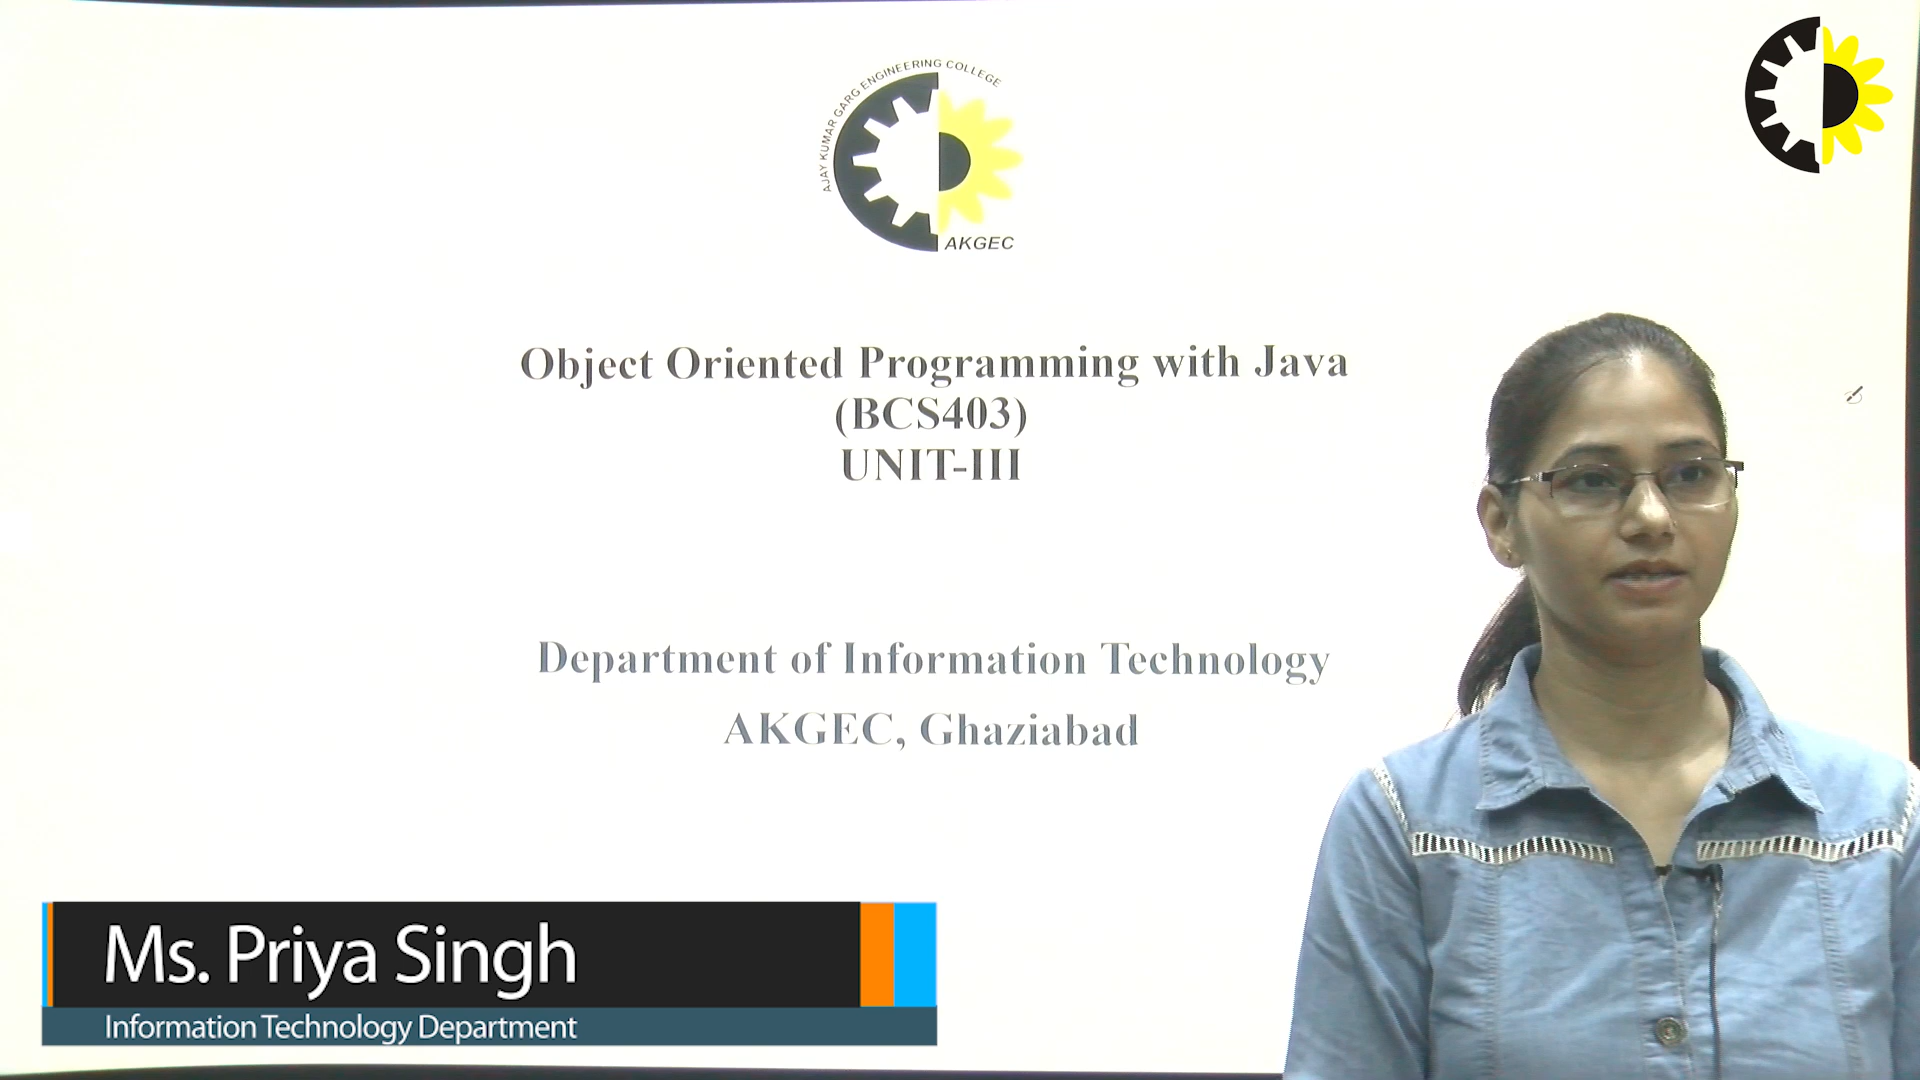 AJAY KUMAR GARG ENGINEERING COLLEGE
AKGEC
Object Oriented Programming with Java
(BCS403)
UNIT-III
Department of Information Technology
AKGEC, Ghaziabad
Ms. Priya Singh
Information Technology Department